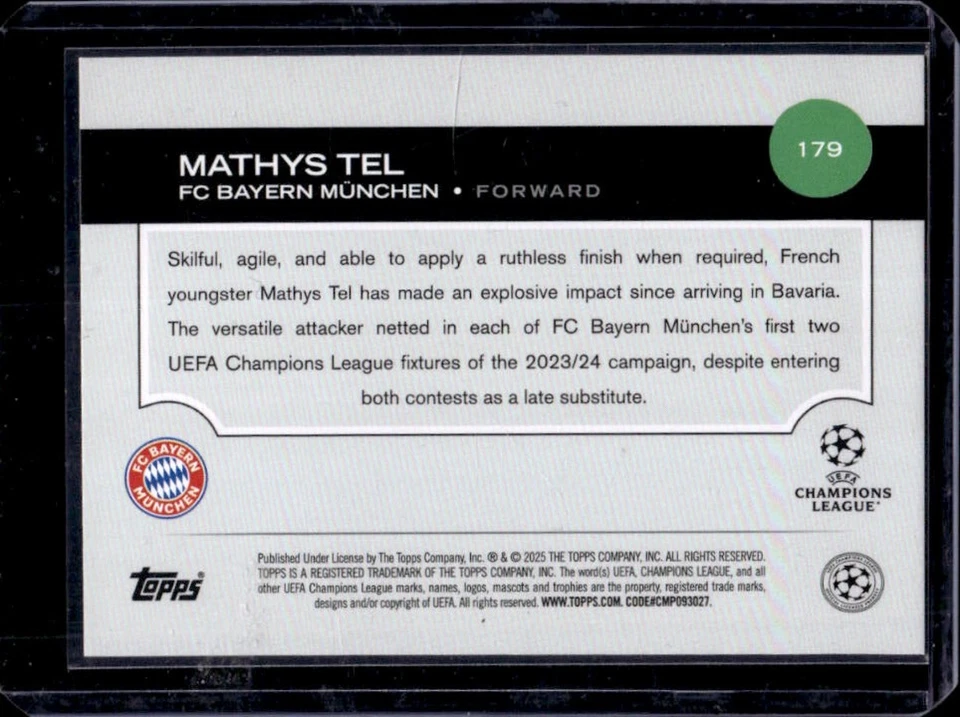 179
MATHYS TEL
FC BAYERN MÜNCHEN • FORWARD
Skilful, agile, and able to apply a ruthless finish when required, French
youngster Mathys Tel has made an explosive impact since arriving in Bavaria.
The versatile attacker netted in each of FC Bayern München's first two
UEFA Champions League fixtures of the 2023/24 campaign, despite entering
both contests as a late substitute.
FC BAYERN
MÜNCHEN
UEFA
CHAMPIONS
LEAGUE
Topps®
Published Under License by The Topps Company, Inc. ® & © 2025 THE TOPPS COMPANY, INC. ALL RIGHTS RESERVED.
TOPPS IS A REGISTERED TRADEMARK OF THE TOPPS COMPANY, INC. The word(s) UEFA, CHAMPIONS LEAGUE, and all
other UEFA Champions League marks, names, logos, mascots and trophies are the property, registered trade marks,
designs and/or copyright of UEFA. All rights reserved. WWW.TOPPS.COM. CODE#CMP093027.